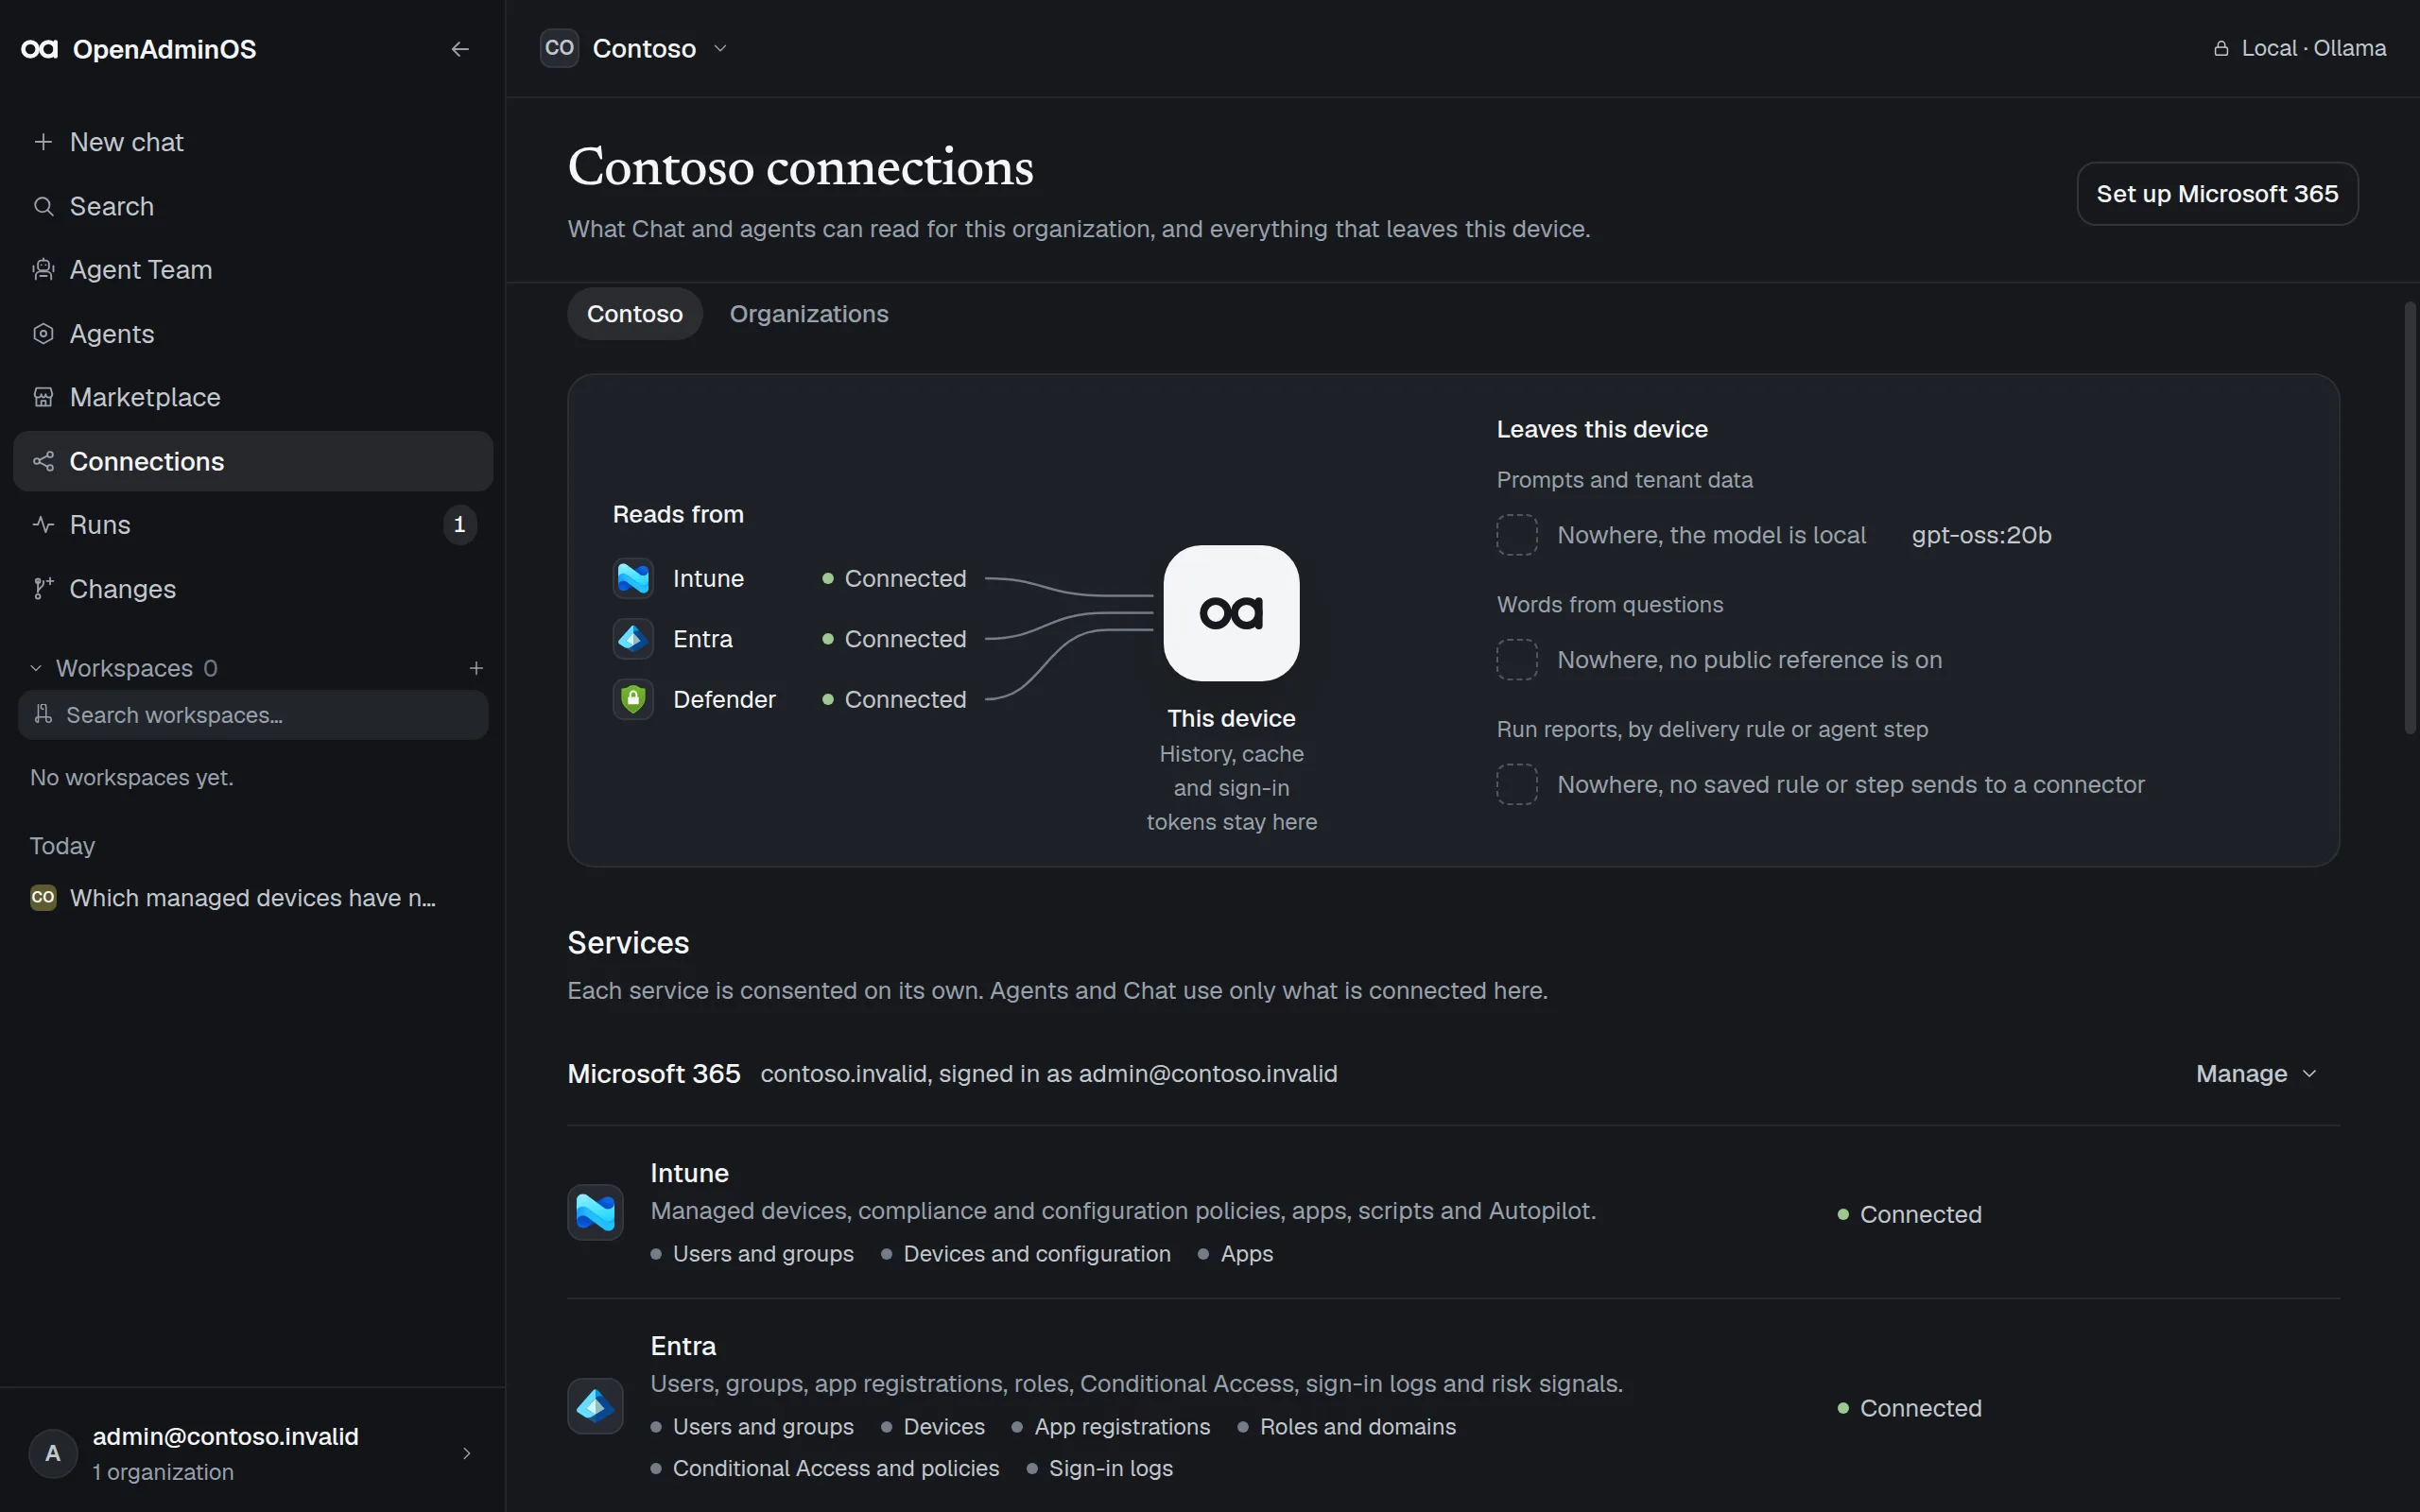 OpenAdminOS
New chat
Search
Agent Team
Agents
Marketplace
Connections
Runs 1
Changes
Workspaces 0
Search workspaces...
No workspaces yet.
Today
CO Which managed devices have n...
A admin@contoso.invalid
1 organization
CO Contoso
Local · Ollama
Contoso connections
What Chat and agents can read for this organization, and everything that leaves this device.
Set up Microsoft 365
Contoso Organizations
Reads from
Intune Connected
Entra Connected
Defender Connected
This device
History, cache
and sign-in
tokens stay here
Leaves this device
Prompts and tenant data
Nowhere, the model is local gpt-oss:20b
Words from questions
Nowhere, no public reference is on
Run reports, by delivery rule or agent step
Nowhere, no saved rule or step sends to a connector
Services
Each service is consented on its own. Agents and Chat use only what is connected here.
Microsoft 365 contoso.invalid, signed in as admin@contoso.invalid Manage
Intune
Managed devices, compliance and configuration policies, apps, scripts and Autopilot.
Users and groups Devices and configuration Apps
Connected
Entra
Users, groups, app registrations, roles, Conditional Access, sign-in logs and risk signals.
Users and groups Devices App registrations Roles and domains
Conditional Access and policies Sign-in logs
Connected